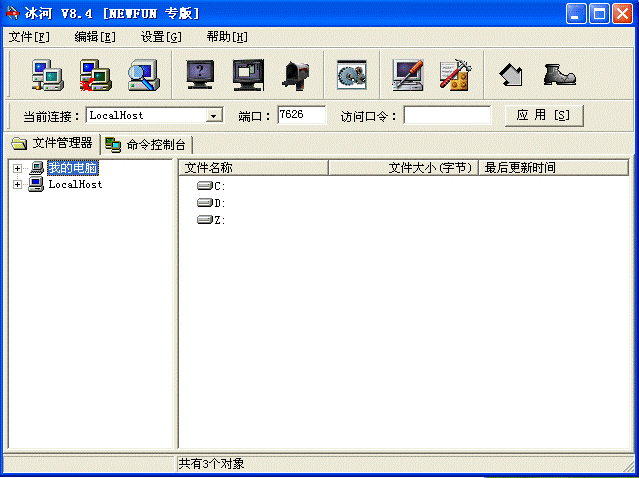 冰河 V8.4 [NEWFUN 专版]
文件[F] 编辑[E] 设置[G] 帮助[H]
当前连接： LocalHost 端口： 7626 访问口令： 应 用 [S]
文件管理器 命令控制台
我的电脑
LocalHost
文件名称 文件大小(字节) 最后更新时间
C:
D:
Z:
共有3个对象